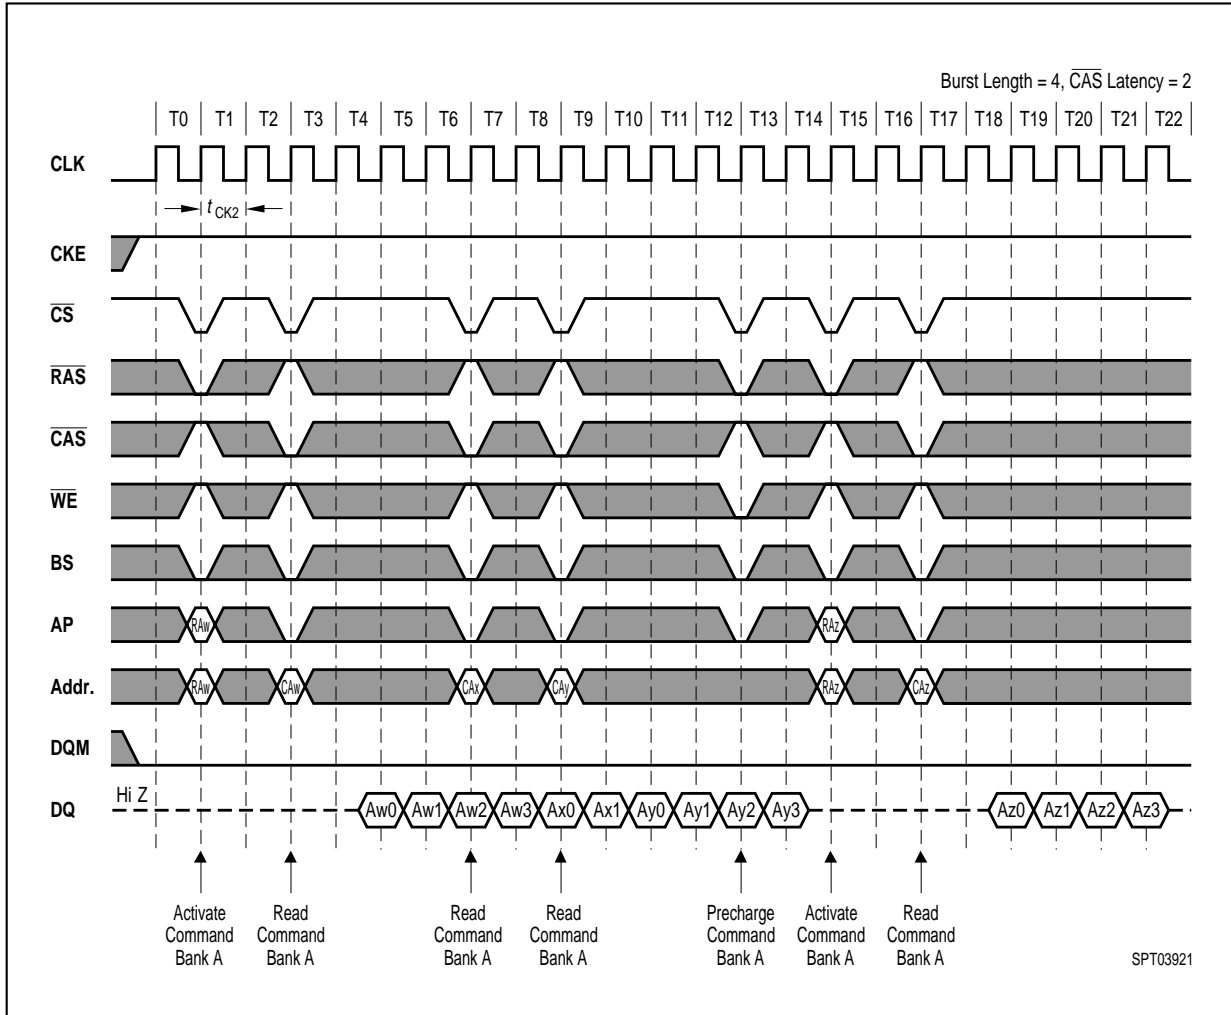 Burst Length = 4, CAS Latency = 2
T0 T1 T2 T3 T4 T5 T6 T7 T8 T9 T10 T11 T12 T13 T14 T15 T16 T17 T18 T19 T20 T21 T22
CLK
t CK2
CKE
CS
RAS
CAS
WE
BS
AP RAw RAz
Addr. RAw CAw CAx CAy RAz CAz
DQM
Hi Z
DQ Aw0 Aw1 Aw2 Aw3 Ax0 Ax1 Ay0 Ay1 Ay2 Ay3 Az0 Az1 Az2 Az3
Activate Read Read Read Precharge Activate Read
Command Command Command Command Command Command Command
Bank A Bank A Bank A Bank A Bank A Bank A Bank A
SPT03921